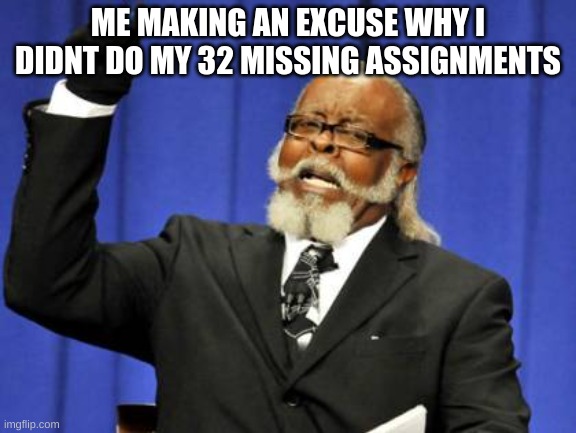 ME MAKING AN EXCUSE WHY I
DIDNT DO MY 32 MISSING ASSIGNMENTS
imgflip.com